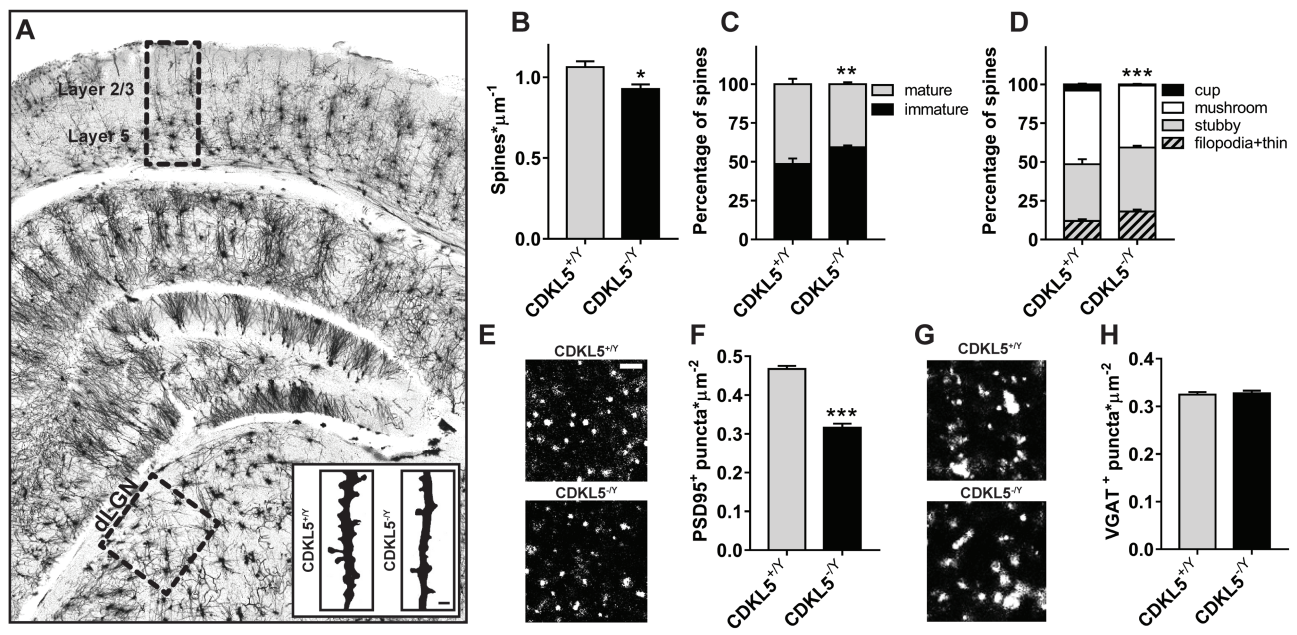 A
Layer 2/3
Layer 5
dLGN
CDKL5+/Y
CDKL5-/Y
B
Spines*μm-1
1.0
0.5
0.0
*
CDKL5+/Y
CDKL5-/Y
C
Percentage of spines
100
75
50
25
0
**
mature
immature
CDKL5+/Y
CDKL5-/Y
D
Percentage of spines
100
75
50
25
0
***
cup
mushroom
stubby
filopodia+thin
CDKL5+/Y
CDKL5-/Y
E
CDKL5+/Y
CDKL5-/Y
F
PSD95+ puncta*μm-2
0.5
0.4
0.3
0.2
0.1
0.0
***
CDKL5+/Y
CDKL5-/Y
G
CDKL5+/Y
CDKL5-/Y
H
VGAT + puncta*μm-2
0.4
0.3
0.2
0.1
0.0
CDKL5+/Y
CDKL5-/Y